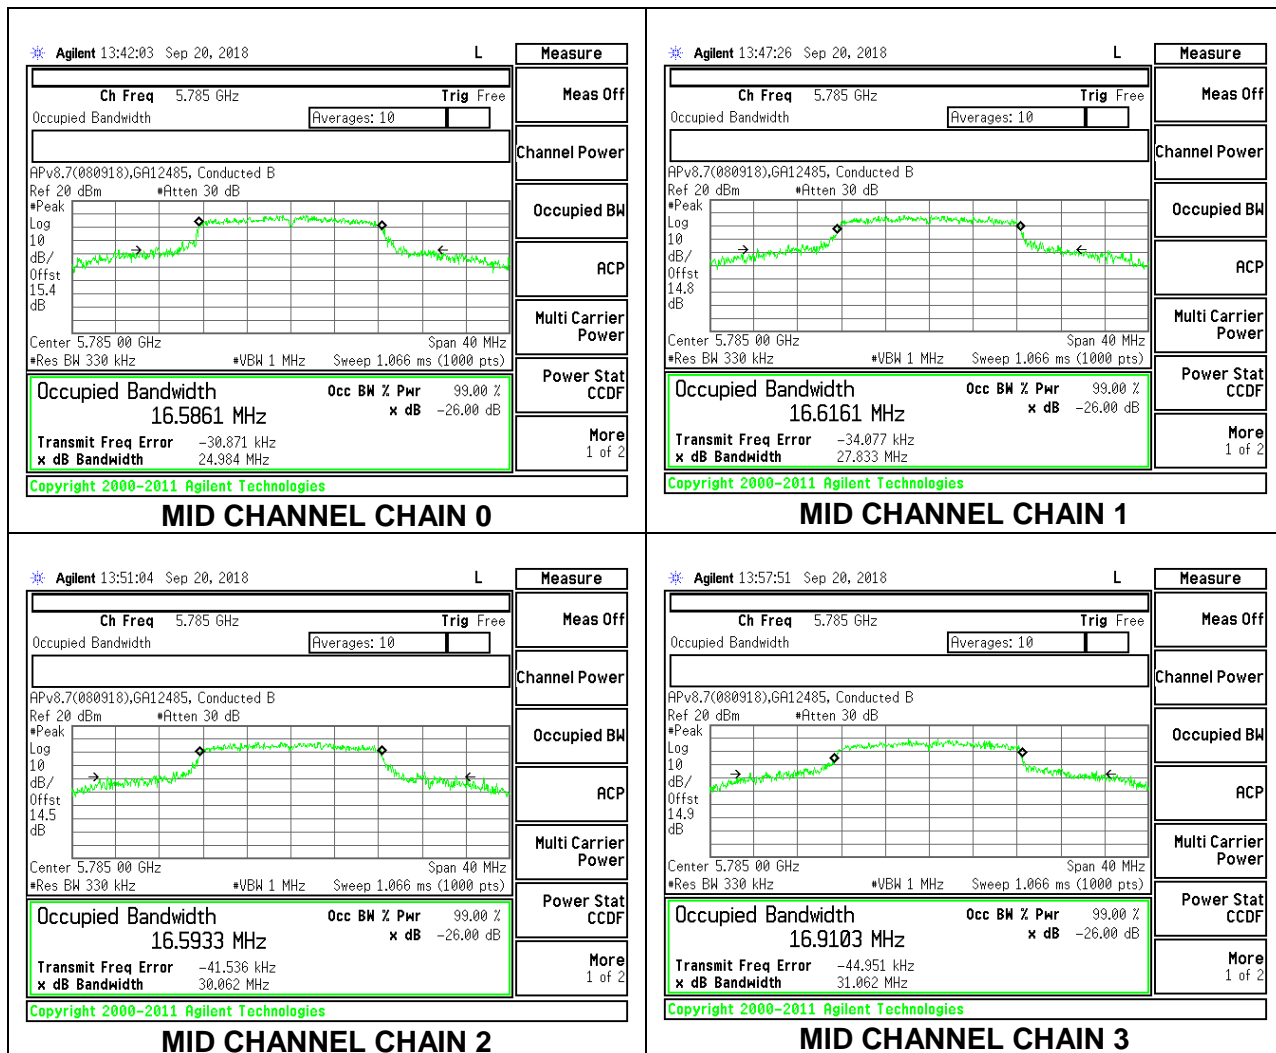 Agilent 13:42:03 Sep 20, 2018 L Measure
Ch Freq 5.785 GHz Trig Free Meas Off
Occupied Bandwidth Averages: 10
Channel Power
APv8.7(080918),GA12485, Conducted B
Ref 20 dBm #Atten 30 dB
#Peak Occupied BW
Log
10
dB/ ACP
Offst
15.4
dB
Multi Carrier
Power
Center 5.785 00 GHz Span 40 MHz
#Res BW 330 kHz #VBW 1 MHz Sweep 1.066 ms (1000 pts)
Power Stat
CCDF
Occupied Bandwidth Occ BW % Pwr 99.00 %
16.5861 MHz x dB -26.00 dB
More
1 of 2
Transmit Freq Error -30.871 kHz
x dB Bandwidth 24.984 MHz
Copyright 2000-2011 Agilent Technologies
MID CHANNEL CHAIN 0
Agilent 13:47:26 Sep 20, 2018 L Measure
Ch Freq 5.785 GHz Trig Free Meas Off
Occupied Bandwidth Averages: 10
Channel Power
APv8.7(080918),GA12485, Conducted B
Ref 20 dBm #Atten 30 dB
#Peak Occupied BW
Log
10
dB/ ACP
Offst
14.8
dB
Multi Carrier
Power
Center 5.785 00 GHz Span 40 MHz
#Res BW 330 kHz #VBW 1 MHz Sweep 1.066 ms (1000 pts)
Power Stat
CCDF
Occupied Bandwidth Occ BW % Pwr 99.00 %
16.6161 MHz x dB -26.00 dB
More
1 of 2
Transmit Freq Error -34.077 kHz
x dB Bandwidth 27.833 MHz
Copyright 2000-2011 Agilent Technologies
MID CHANNEL CHAIN 1
Agilent 13:51:04 Sep 20, 2018 L Measure
Ch Freq 5.785 GHz Trig Free Meas Off
Occupied Bandwidth Averages: 10
Channel Power
APv8.7(080918),GA12485, Conducted B
Ref 20 dBm #Atten 30 dB
#Peak Occupied BW
Log
10
dB/ ACP
Offst
14.5
dB
Multi Carrier
Power
Center 5.785 00 GHz Span 40 MHz
#Res BW 330 kHz #VBW 1 MHz Sweep 1.066 ms (1000 pts)
Power Stat
CCDF
Occupied Bandwidth Occ BW % Pwr 99.00 %
16.5933 MHz x dB -26.00 dB
More
1 of 2
Transmit Freq Error -41.536 kHz
x dB Bandwidth 30.062 MHz
Copyright 2000-2011 Agilent Technologies
MID CHANNEL CHAIN 2
Agilent 13:57:51 Sep 20, 2018 L Measure
Ch Freq 5.785 GHz Trig Free Meas Off
Occupied Bandwidth Averages: 10
Channel Power
APv8.7(080918),GA12485, Conducted B
Ref 20 dBm #Atten 30 dB
#Peak Occupied BW
Log
10
dB/ ACP
Offst
14.9
dB
Multi Carrier
Power
Center 5.785 00 GHz Span 40 MHz
#Res BW 330 kHz #VBW 1 MHz Sweep 1.066 ms (1000 pts)
Power Stat
CCDF
Occupied Bandwidth Occ BW % Pwr 99.00 %
16.9103 MHz x dB -26.00 dB
More
1 of 2
Transmit Freq Error -44.951 kHz
x dB Bandwidth 31.062 MHz
Copyright 2000-2011 Agilent Technologies
MID CHANNEL CHAIN 3